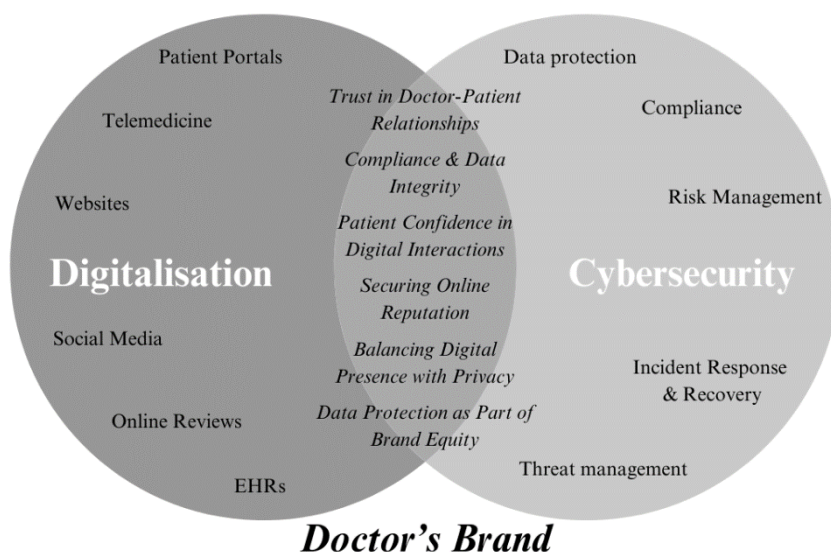 Patient Portals
Telemedicine
Websites
Digitalisation
Social Media
Online Reviews
EHRs
Trust in Doctor-Patient
Relationships
Compliance & Data
Integrity
Patient Confidence in
Digital Interactions
Securing Online
Reputation
Balancing Digital
Presence with Privacy
Data Protection as Part of
Brand Equity
Data protection
Compliance
Risk Management
Cybersecurity
Incident Response
& Recovery
Threat management
Doctor's Brand